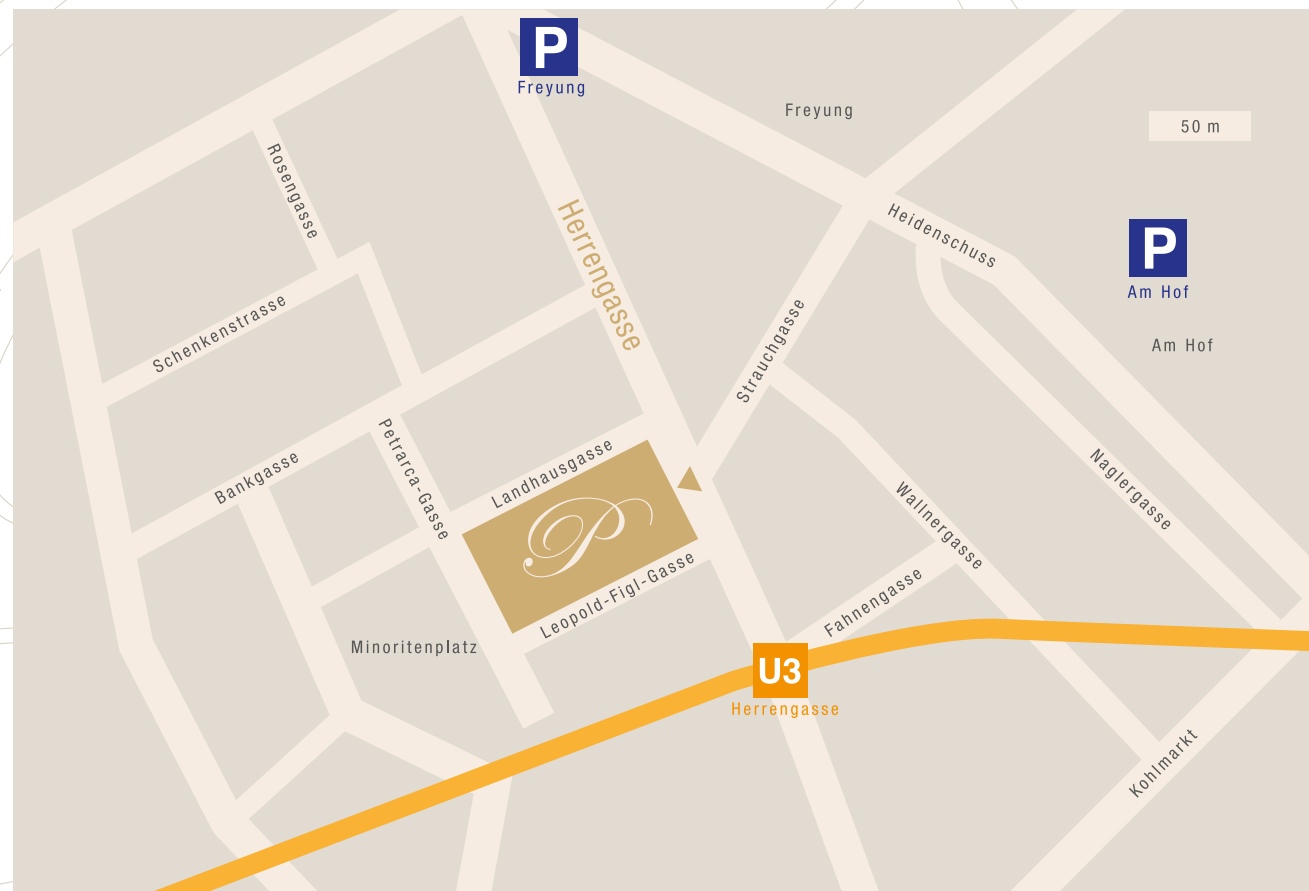 P
Freyung
Freyung
50 m
Rosengasse
Herrengasse
Heidenschuss
P
Am Hof
Am Hof
Schenkenstrasse
Strauchgasse
Bankgasse
Petrarca-Gasse
Landhausgasse
P
Leopold-Figl-Gasse
Wallnergasse
Naglergasse
Fahnengasse
Minoritenplatz
U3
Herrengasse
Kohlmarkt